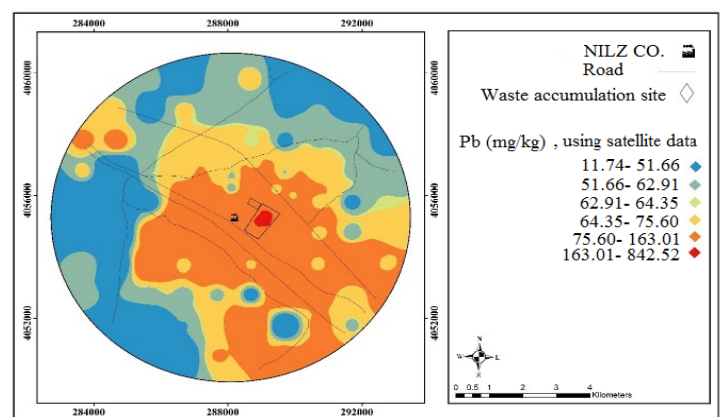 284000
288000
292000
4060000
4056000
4052000
4060000
4056000
4052000
284000
288000
292000
NILZ CO.
Road
Waste accumulation site
Pb (mg/kg) , using satellite data
11.74- 51.66
51.66- 62.91
62.91- 64.35
64.35- 75.60
75.60- 163.01
163.01- 842.52
N
W
L
0 0.5 1 2 3 4
Kilometers